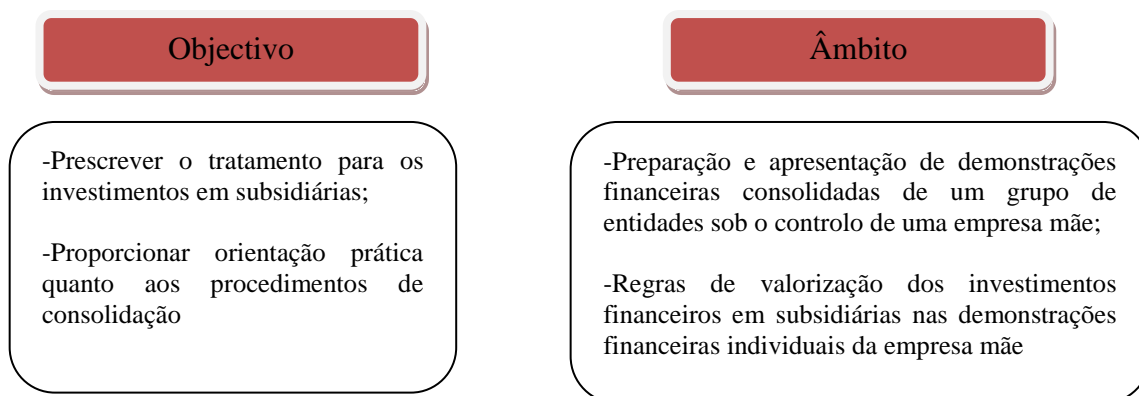 Objectivo
-Prescrever o tratamento para os
investimentos em subsidiárias;
-Proporcionar orientação prática
quanto aos procedimentos de
consolidação
Âmbito
-Preparação e apresentação de demonstrações
financeiras consolidadas de um grupo de
entidades sob o controlo de uma empresa mãe;
-Regras de valorização dos investimentos
financeiros em subsidiárias nas demonstrações
financeiras individuais da empresa mãe